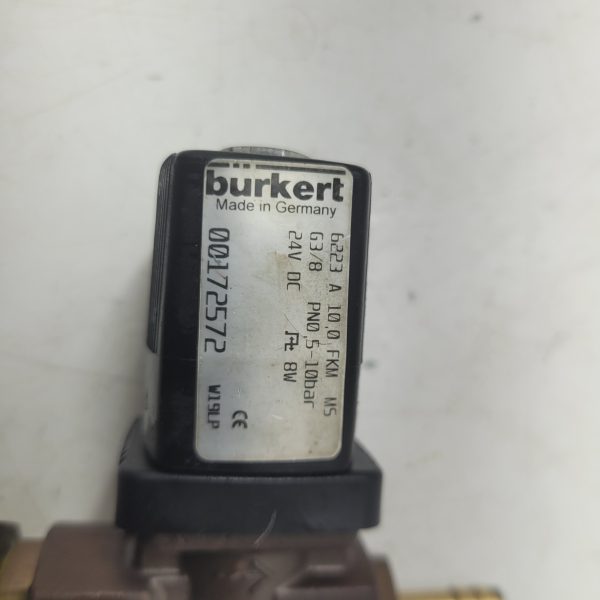 bürkert
Made in Germany
6223 A 10,0 FKM MS
G3/8 PN0,5-10bar
24V DC 8W
00172572
CE
W19LP